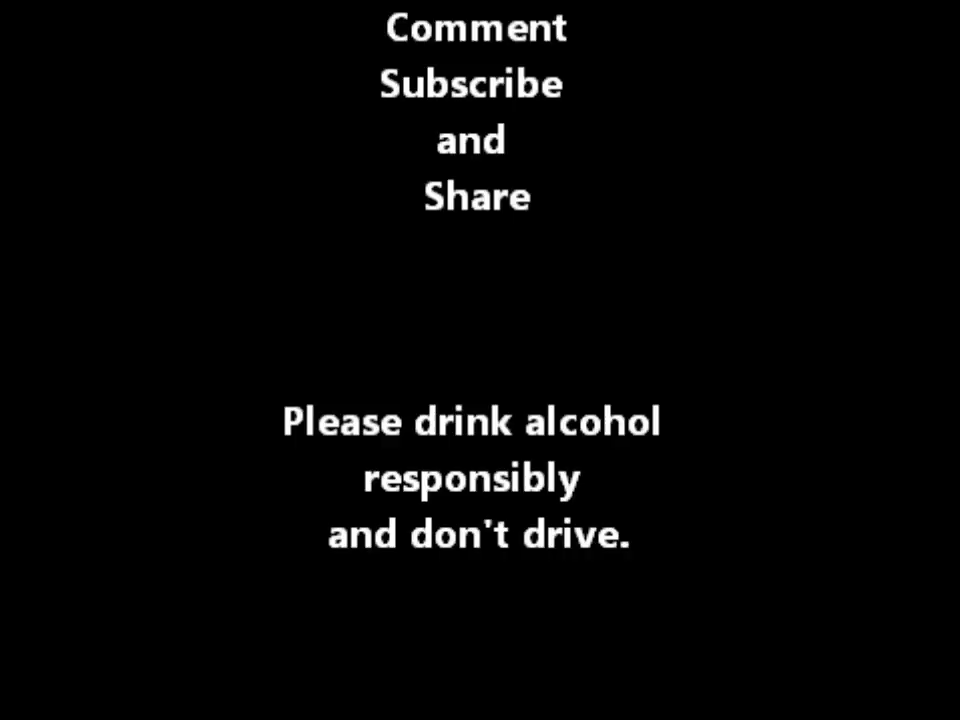 Comment
Subscribe
and
Share
Please drink alcohol
responsibly
and don't drive.